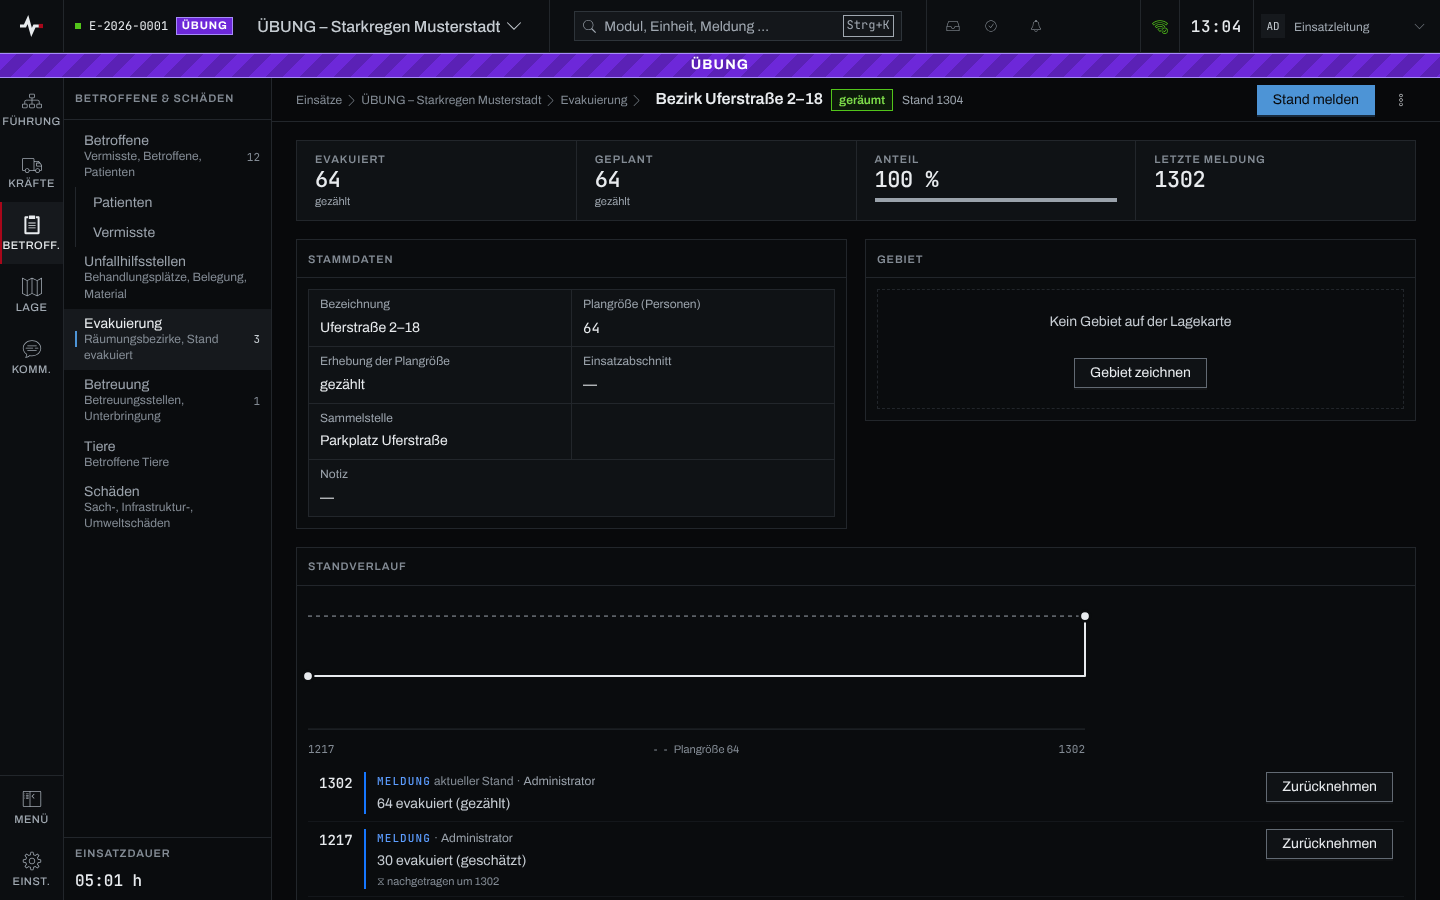 E-2026-0001 ÜBUNG ÜBUNG – Starkregen Musterstadt Modul, Einheit, Meldung ... Strg+K 13:04 AD Einsatzleitung
ÜBUNG
FÜHRUNG
KRÄFTE
BETROFF.
LAGE
KOMM.
MENÜ
EINST.
BETROFFENE & SCHÄDEN
Betroffene
Vermisste, Betroffene, 12
Patienten
Patienten
Vermisste
Unfallhilfsstellen
Behandlungsplätze, Belegung,
Material
Evakuierung
Räumungsbezirke, Stand 3
evakuiert
Betreuung
Betreuungsstellen, 1
Unterbringung
Tiere
Betroffene Tiere
Schäden
Sach-, Infrastruktur-,
Umweltschäden
EINSATZDAUER
05:01 h
Einsätze ÜBUNG – Starkregen Musterstadt Evakuierung Bezirk Uferstraße 2–18 geräumt Stand 1304 Stand melden
EVAKUIERT
64
gezählt
GEPLANT
64
gezählt
ANTEIL
100 %
LETZTE MELDUNG
1302
STAMMDATEN
Bezeichnung
Uferstraße 2–18
Plangröße (Personen)
64
Erhebung der Plangröße
gezählt
Einsatzabschnitt
—
Sammelstelle
Parkplatz Uferstraße
Notiz
—
GEBIET
Kein Gebiet auf der Lagekarte
Gebiet zeichnen
STANDVERLAUF
1217 - - Plangröße 64 1302
1302 MELDUNG aktueller Stand · Administrator Zurücknehmen
64 evakuiert (gezählt)
1217 MELDUNG · Administrator Zurücknehmen
30 evakuiert (geschätzt)
⧖ nachgetragen um 1302